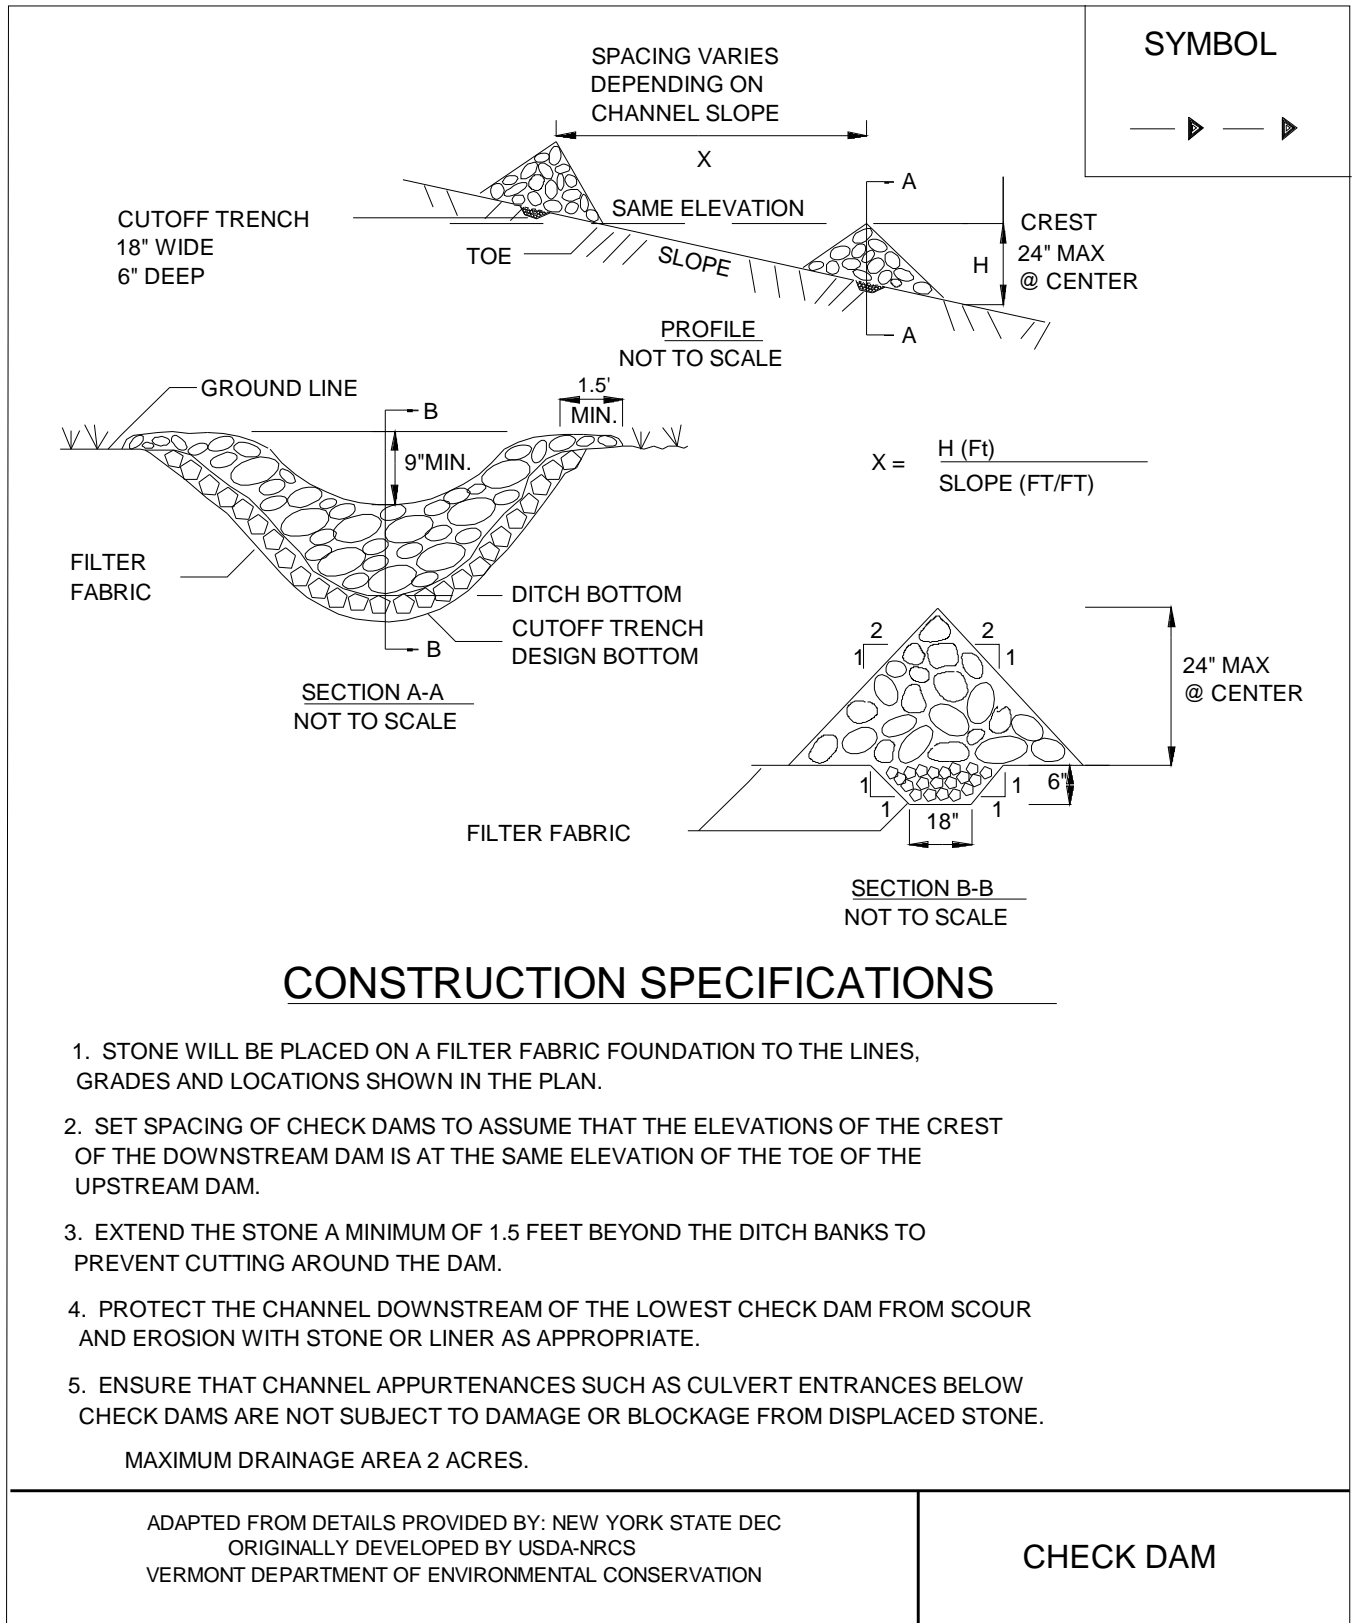 SYMBOL
SPACING VARIES
DEPENDING ON
CHANNEL SLOPE
X
A
SAME ELEVATION
CUTOFF TRENCH
18" WIDE
6" DEEP
TOE
SLOPE
H
CREST
24" MAX
@ CENTER
A
PROFILE
NOT TO SCALE
GROUND LINE
B
1.5'
MIN.
9"MIN.
X = H (Ft)
SLOPE (FT/FT)
FILTER
FABRIC
DITCH BOTTOM
CUTOFF TRENCH
DESIGN BOTTOM
B
SECTION A-A
NOT TO SCALE
2
1
2
1
24" MAX
@ CENTER
1
1
1
1
6"
18"
FILTER FABRIC
SECTION B-B
NOT TO SCALE
CONSTRUCTION SPECIFICATIONS
1. STONE WILL BE PLACED ON A FILTER FABRIC FOUNDATION TO THE LINES,
GRADES AND LOCATIONS SHOWN IN THE PLAN.
2. SET SPACING OF CHECK DAMS TO ASSUME THAT THE ELEVATIONS OF THE CREST
OF THE DOWNSTREAM DAM IS AT THE SAME ELEVATION OF THE TOE OF THE
UPSTREAM DAM.
3. EXTEND THE STONE A MINIMUM OF 1.5 FEET BEYOND THE DITCH BANKS TO
PREVENT CUTTING AROUND THE DAM.
4. PROTECT THE CHANNEL DOWNSTREAM OF THE LOWEST CHECK DAM FROM SCOUR
AND EROSION WITH STONE OR LINER AS APPROPRIATE.
5. ENSURE THAT CHANNEL APPURTENANCES SUCH AS CULVERT ENTRANCES BELOW
CHECK DAMS ARE NOT SUBJECT TO DAMAGE OR BLOCKAGE FROM DISPLACED STONE.
MAXIMUM DRAINAGE AREA 2 ACRES.
ADAPTED FROM DETAILS PROVIDED BY: NEW YORK STATE DEC
ORIGINALLY DEVELOPED BY USDA-NRCS
VERMONT DEPARTMENT OF ENVIRONMENTAL CONSERVATION
CHECK DAM